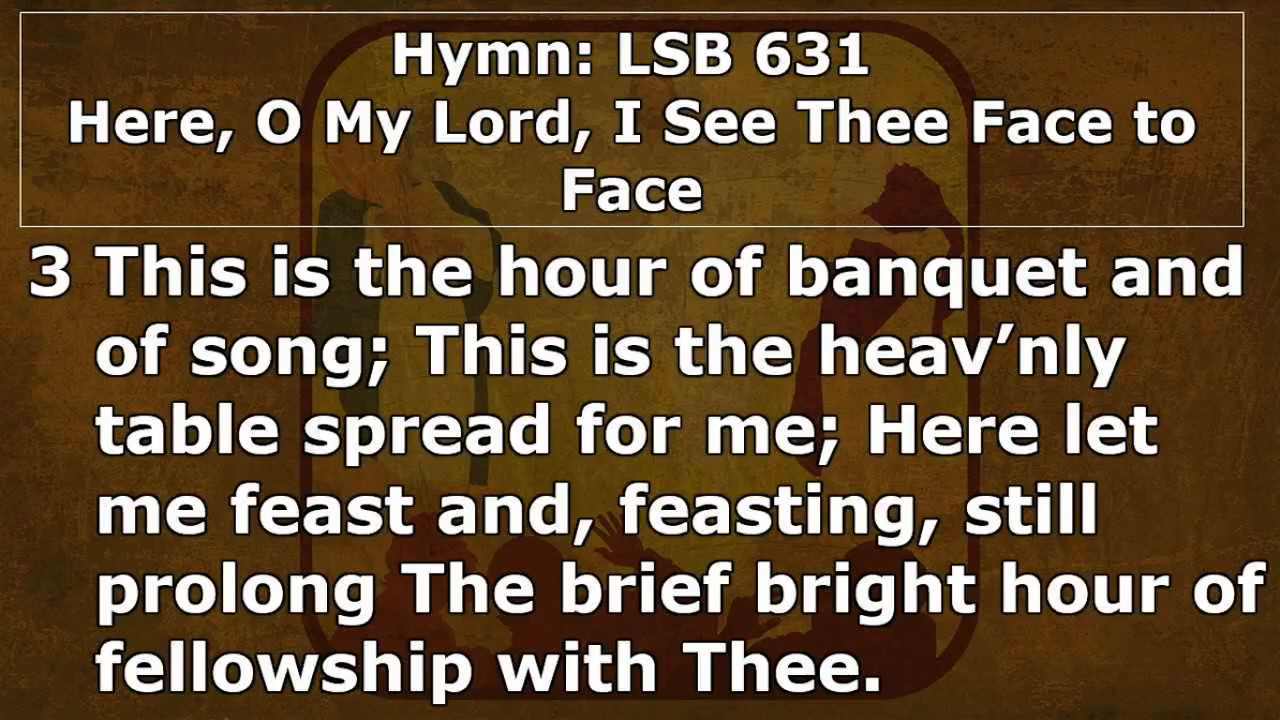 Hymn: LSB 631
Here, O My Lord, I See Thee Face to
Face
3 This is the hour of banquet and
of song; This is the heav’nly
table spread for me; Here let
me feast and, feasting, still
prolong The brief bright hour of
fellowship with Thee.